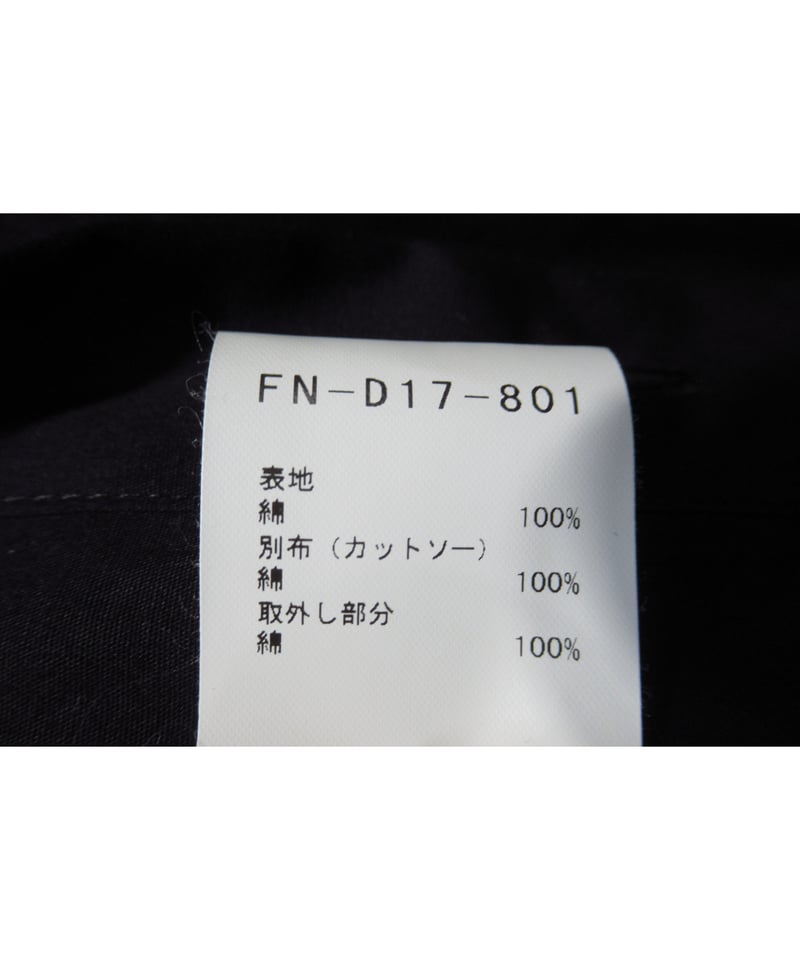 FN-D17-801
表地
綿 100%
別布（カットソー）
綿 100%
取外し部分
綿 100%